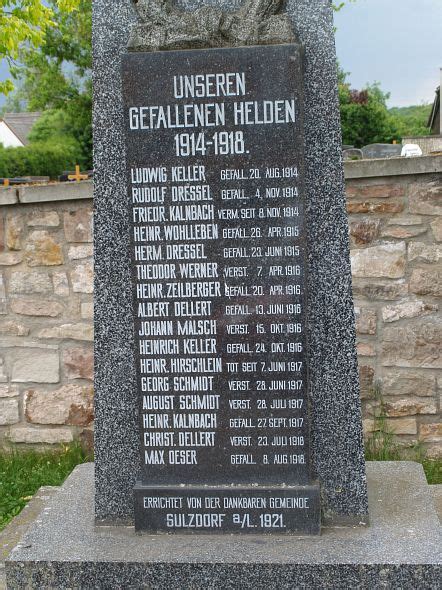 UNSEREN
GEFALLENEN HELDEN
1914-1918.
LUDWIG KELLER GEFALL. 20. AUG. 1914
RUDOLF DRESSEL GEFALL. 4. NOV. 1914
FRIEDR. KALNBACH VERM. SEIT 8. NOV. 1914
HEINR. WOHLLEBEN GEFALL. 26. APR. 1915
HERM. DRESSEL GEFALL. 23. JUNI 1915
THEODOR WERNER VERST. 7. APR. 1916
HEINR. ZEILBERGER GEFALL. 20. APR. 1916
ALBERT DELLERT GEFALL. 13. JUNI 1916
JOHANN MALSCH VERST. 15. OKT. 1916
HEINRICH KELLER GEFALL. 24. OKT. 1916
HEINR. HIRSCHLEIN TOT SEIT 7. JUNI 1917
GEORG SCHMIDT VERST. 28. JUNI 1917
AUGUST SCHMIDT VERST. 28. JULI 1917
HEINR. KALNBACH GEFALL. 27. SEPT. 1917
CHRIST. DELLERT VERST. 23. JULI 1918
MAX OESER GEFALL. 8. AUG. 1918.
ERRICHTET VON DER DANKBAREN GEMEINDE
SULZDORF a/L. 1921.